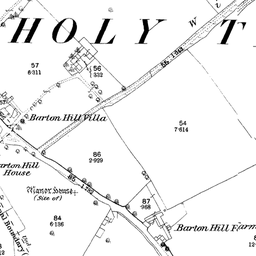 HOLY T
57
6·311
56
·332
Barton Hill Villa
54
7·614
86
2·929
Barton Hill
House
Manor House
(Site of)
87
·968
84
6·136
Barton Hill Farm